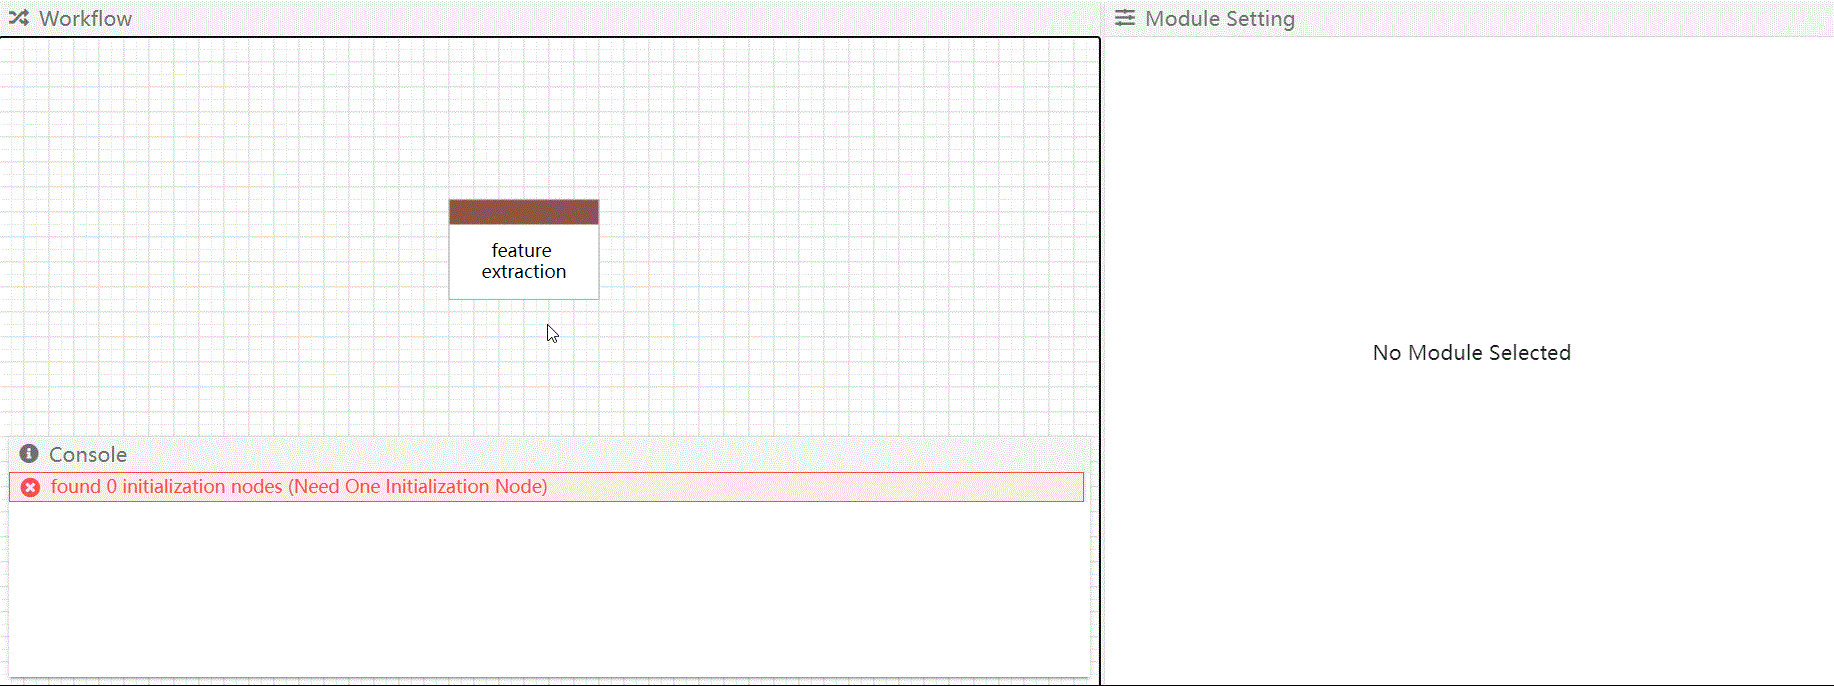 Workflow
Module Setting
feature
extraction
No Module Selected
Console
found 0 initialization nodes (Need One Initialization Node)